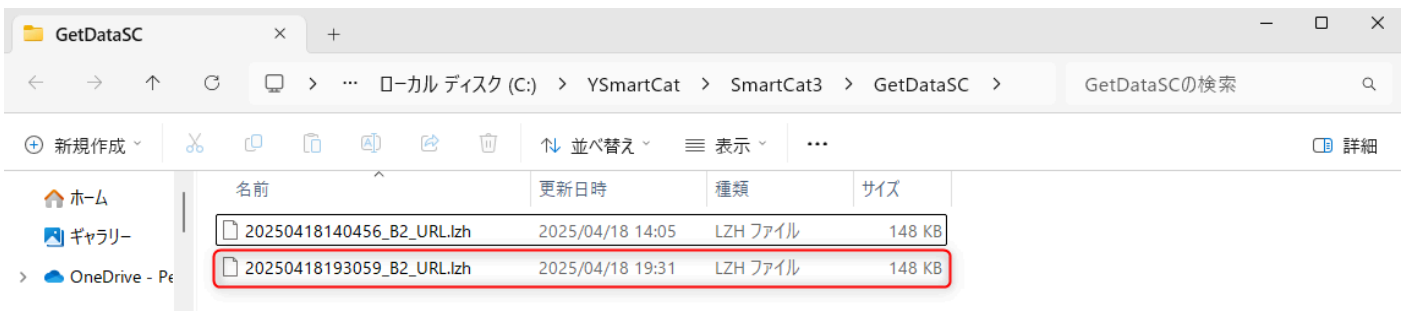 GetDataSC × +
… ローカル ディスク (C:) > YSmartCat > SmartCat3 > GetDataSC > GetDataSCの検索
新規作成 並べ替え 表示 … 詳細
名前 更新日時 種類 サイズ
ホーム
ギャラリー
OneDrive - Pe
20250418140456_B2_URL.lzh 2025/04/18 14:05 LZH ファイル 148 KB
20250418193059_B2_URL.lzh 2025/04/18 19:31 LZH ファイル 148 KB